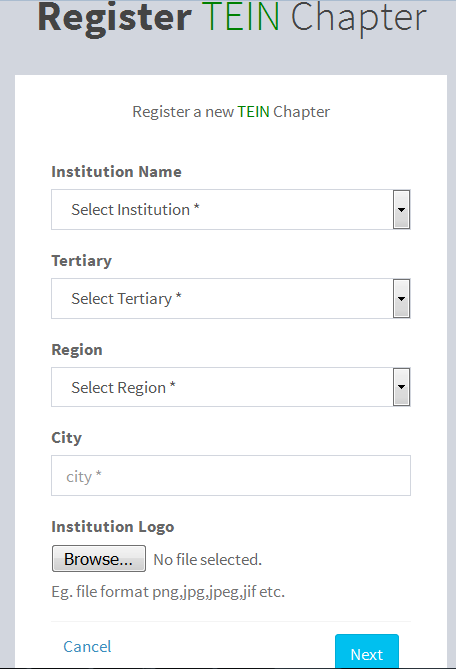 Register TEIN Chapter
Register a new TEIN Chapter
Institution Name
Select Institution *
Tertiary
Select Tertiary *
Region
Select Region *
City
city *
Institution Logo
Browse... No file selected.
Eg. file format png,jpg,jpeg,jif etc.
Cancel
Next